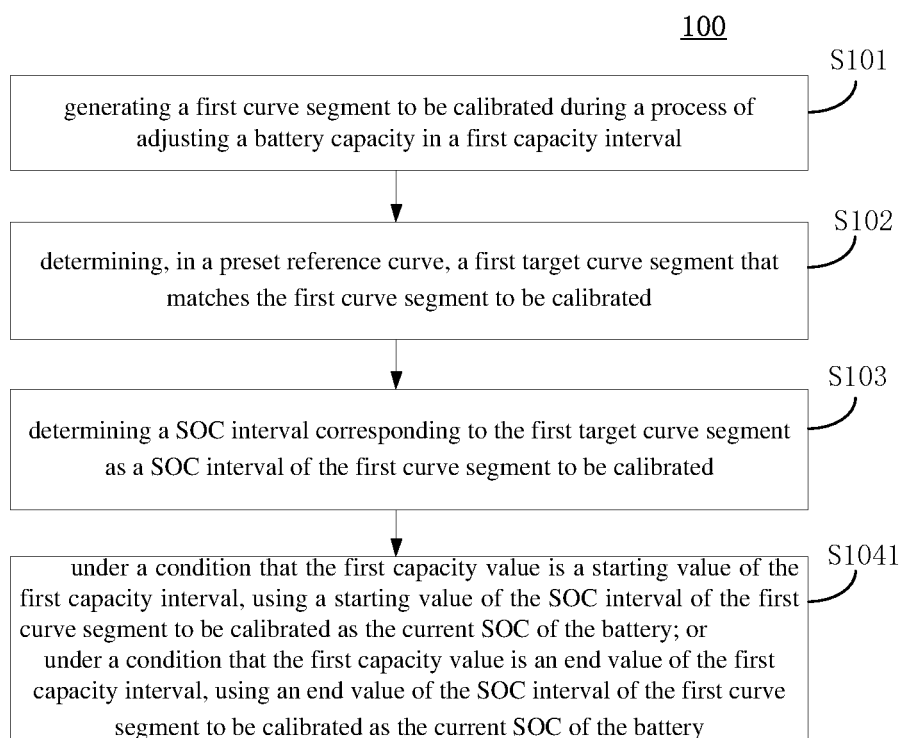 100
S101
generating a first curve segment to be calibrated during a process of
adjusting a battery capacity in a first capacity interval
S102
determining, in a preset reference curve, a first target curve segment that
matches the first curve segment to be calibrated
S103
determining a SOC interval corresponding to the first target curve segment
as a SOC interval of the first curve segment to be calibrated
S1041
under a condition that the first capacity value is a starting value of the
first capacity interval, using a starting value of the SOC interval of the first
curve segment to be calibrated as the current SOC of the battery; or
under a condition that the first capacity value is an end value of the first
capacity interval, using an end value of the SOC interval of the first curve
segment to be calibrated as the current SOC of the battery